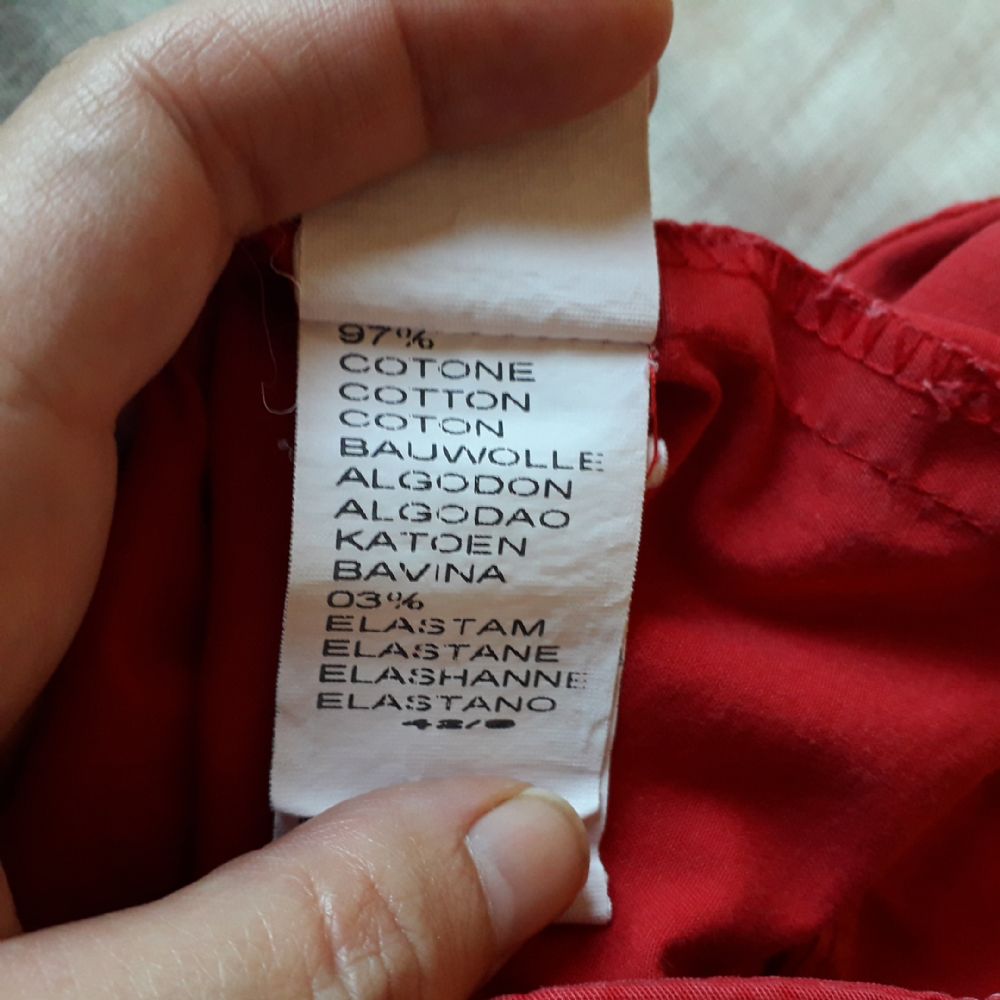 97%
COTONE
COTTON
COTON
BAUWOLLE
ALGODON
ALGODAO
KATOEN
BAVINA
03%
ELASTAM
ELASTANE
ELASHANNE
ELASTANO